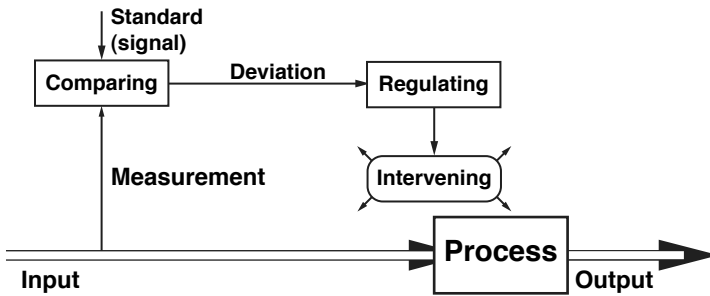 Standard
(signal)
Comparing
Deviation
Regulating
Measurement
Intervening
Process
Input
Output